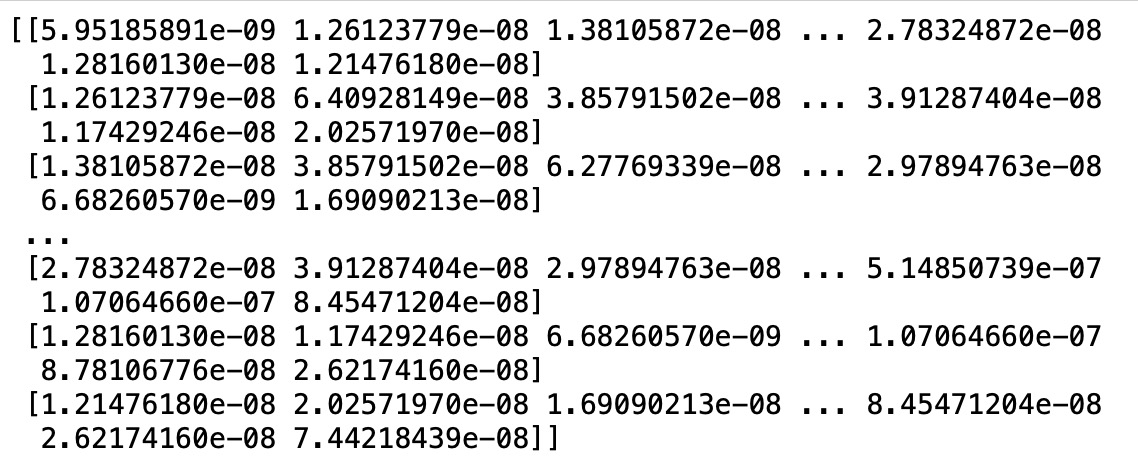 [[5.95185891e-09 1.26123779e-08 1.38105872e-08 ... 2.78324872e-08
1.28160130e-08 1.21476180e-08]
[1.26123779e-08 6.40928149e-08 3.85791502e-08 ... 3.91287404e-08
1.17429246e-08 2.02571970e-08]
[1.38105872e-08 3.85791502e-08 6.27769339e-08 ... 2.97894763e-08
6.68260570e-09 1.69090213e-08]
...
[2.78324872e-08 3.91287404e-08 2.97894763e-08 ... 5.14850739e-07
1.07064660e-07 8.45471204e-08]
[1.28160130e-08 1.17429246e-08 6.68260570e-09 ... 1.07064660e-07
8.78106776e-08 2.62174160e-08]
[1.21476180e-08 2.02571970e-08 1.69090213e-08 ... 8.45471204e-08
2.62174160e-08 7.44218439e-08]]